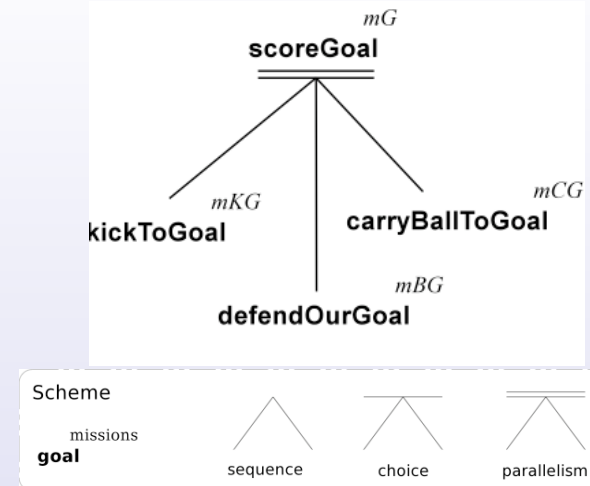 mG
scoreGoal
mKG
kickToGoal
mCG
carryBallToGoal
mBG
defendOurGoal
Scheme
missions
goal
sequence
choice
parallelism